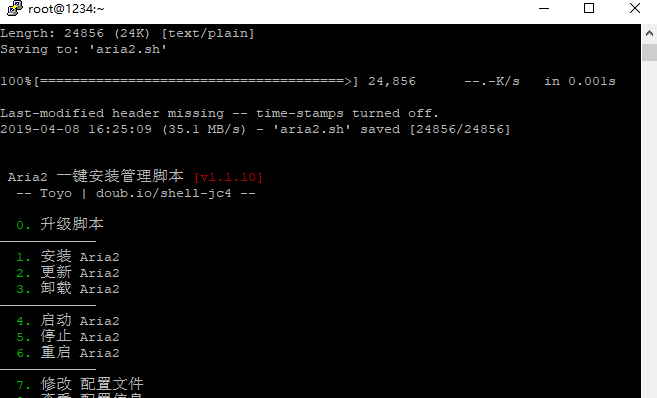 root@1234:~
Length: 24856 (24K) [text/plain]
Saving to: 'aria2.sh'
100%[======================================>] 24,856      --.-K/s   in 0.001s
Last-modified header missing -- time-stamps turned off.
2019-04-08 16:25:09 (35.1 MB/s) - 'aria2.sh' saved [24856/24856]
Aria2 一键安装管理脚本 [v1.1.10]
-- Toyo | doub.io/shell-jc4 --
0. 升级脚本
————————————
1. 安装 Aria2
2. 更新 Aria2
3. 卸载 Aria2
————————————
4. 启动 Aria2
5. 停止 Aria2
6. 重启 Aria2
————————————
7. 修改 配置文件
配置信息